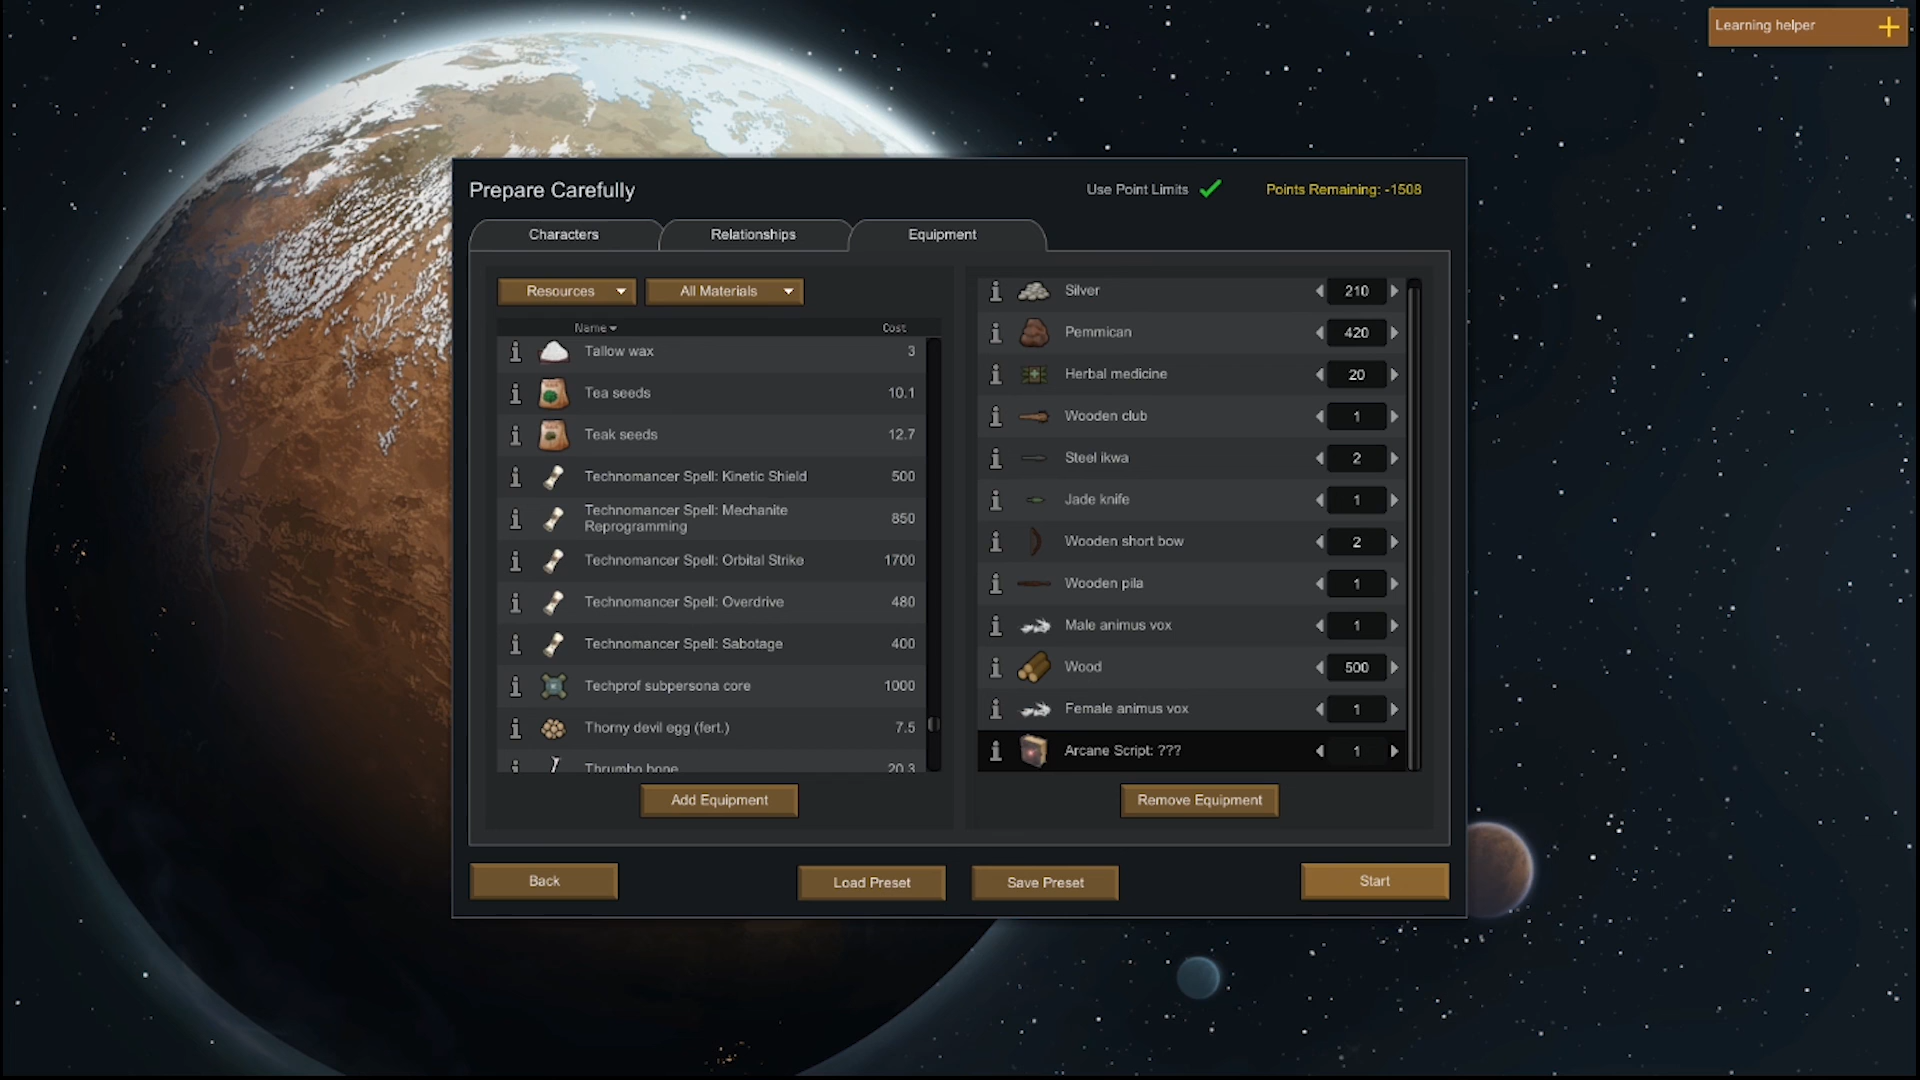 Learning helper
Prepare Carefully
Use Point Limits
Points Remaining: -1508
Characters
Relationships
Equipment
Resources
All Materials
Name
Cost
Tallow wax 3
Tea seeds 10.1
Teak seeds 12.7
Technomancer Spell: Kinetic Shield 500
Technomancer Spell: Mechanite
Reprogramming 850
Technomancer Spell: Orbital Strike 1700
Technomancer Spell: Overdrive 480
Technomancer Spell: Sabotage 400
Techprof subpersona core 1000
Thorny devil egg (fert.) 7.5
Thrumbo bone 20.3
Add Equipment
Silver 210
Pemmican 420
Herbal medicine 20
Wooden club 1
Steel ikwa 2
Jade knife 1
Wooden short bow 2
Wooden pila 1
Male animus vox 1
Wood 500
Female animus vox 1
Arcane Script: ??? 1
Remove Equipment
Back
Load Preset
Save Preset
Start